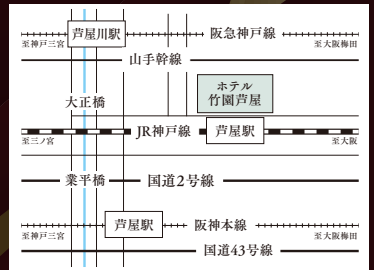 芦屋川駅
阪急神戸線
至神戸三宮
至大阪梅田
山手幹線
ホテル
竹園芦屋
大正橋
JR神戸線
芦屋駅
至三ノ宮
至大阪
業平橋
国道2号線
芦屋駅
阪神本線
至神戸三宮
至大阪梅田
国道43号線